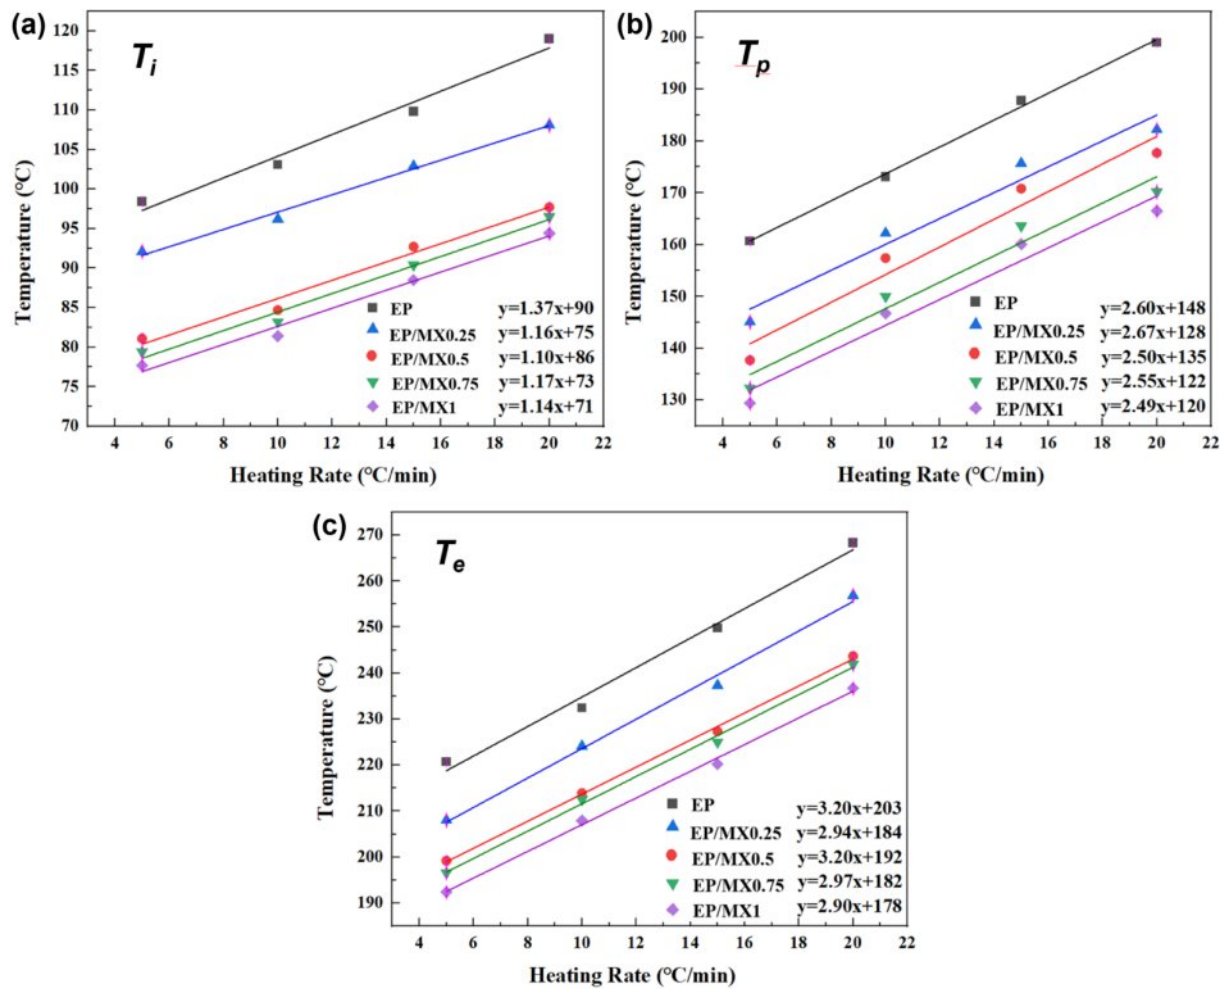 (a)
T_i
120
115
110
105
100
95
90
85
80
75
70
Temperature (°C)
EP y=1.37x+90
EP/MX0.25 y=1.16x+75
EP/MX0.5 y=1.10x+86
EP/MX0.75 y=1.17x+73
EP/MX1 y=1.14x+71
4 6 8 10 12 14 16 18 20 22
Heating Rate (°C/min)
(b)
T_p
200
190
180
170
160
150
140
130
Temperature (°C)
EP y=2.60x+148
EP/MX0.25 y=2.67x+128
EP/MX0.5 y=2.50x+135
EP/MX0.75 y=2.55x+122
EP/MX1 y=2.49x+120
4 6 8 10 12 14 16 18 20 22
Heating Rate (°C/min)
(c)
T_e
270
260
250
240
230
220
210
200
190
Temperature (°C)
EP y=3.20x+203
EP/MX0.25 y=2.94x+184
EP/MX0.5 y=3.20x+192
EP/MX0.75 y=2.97x+182
EP/MX1 y=2.90x+178
4 6 8 10 12 14 16 18 20 22
Heating Rate (°C/min)